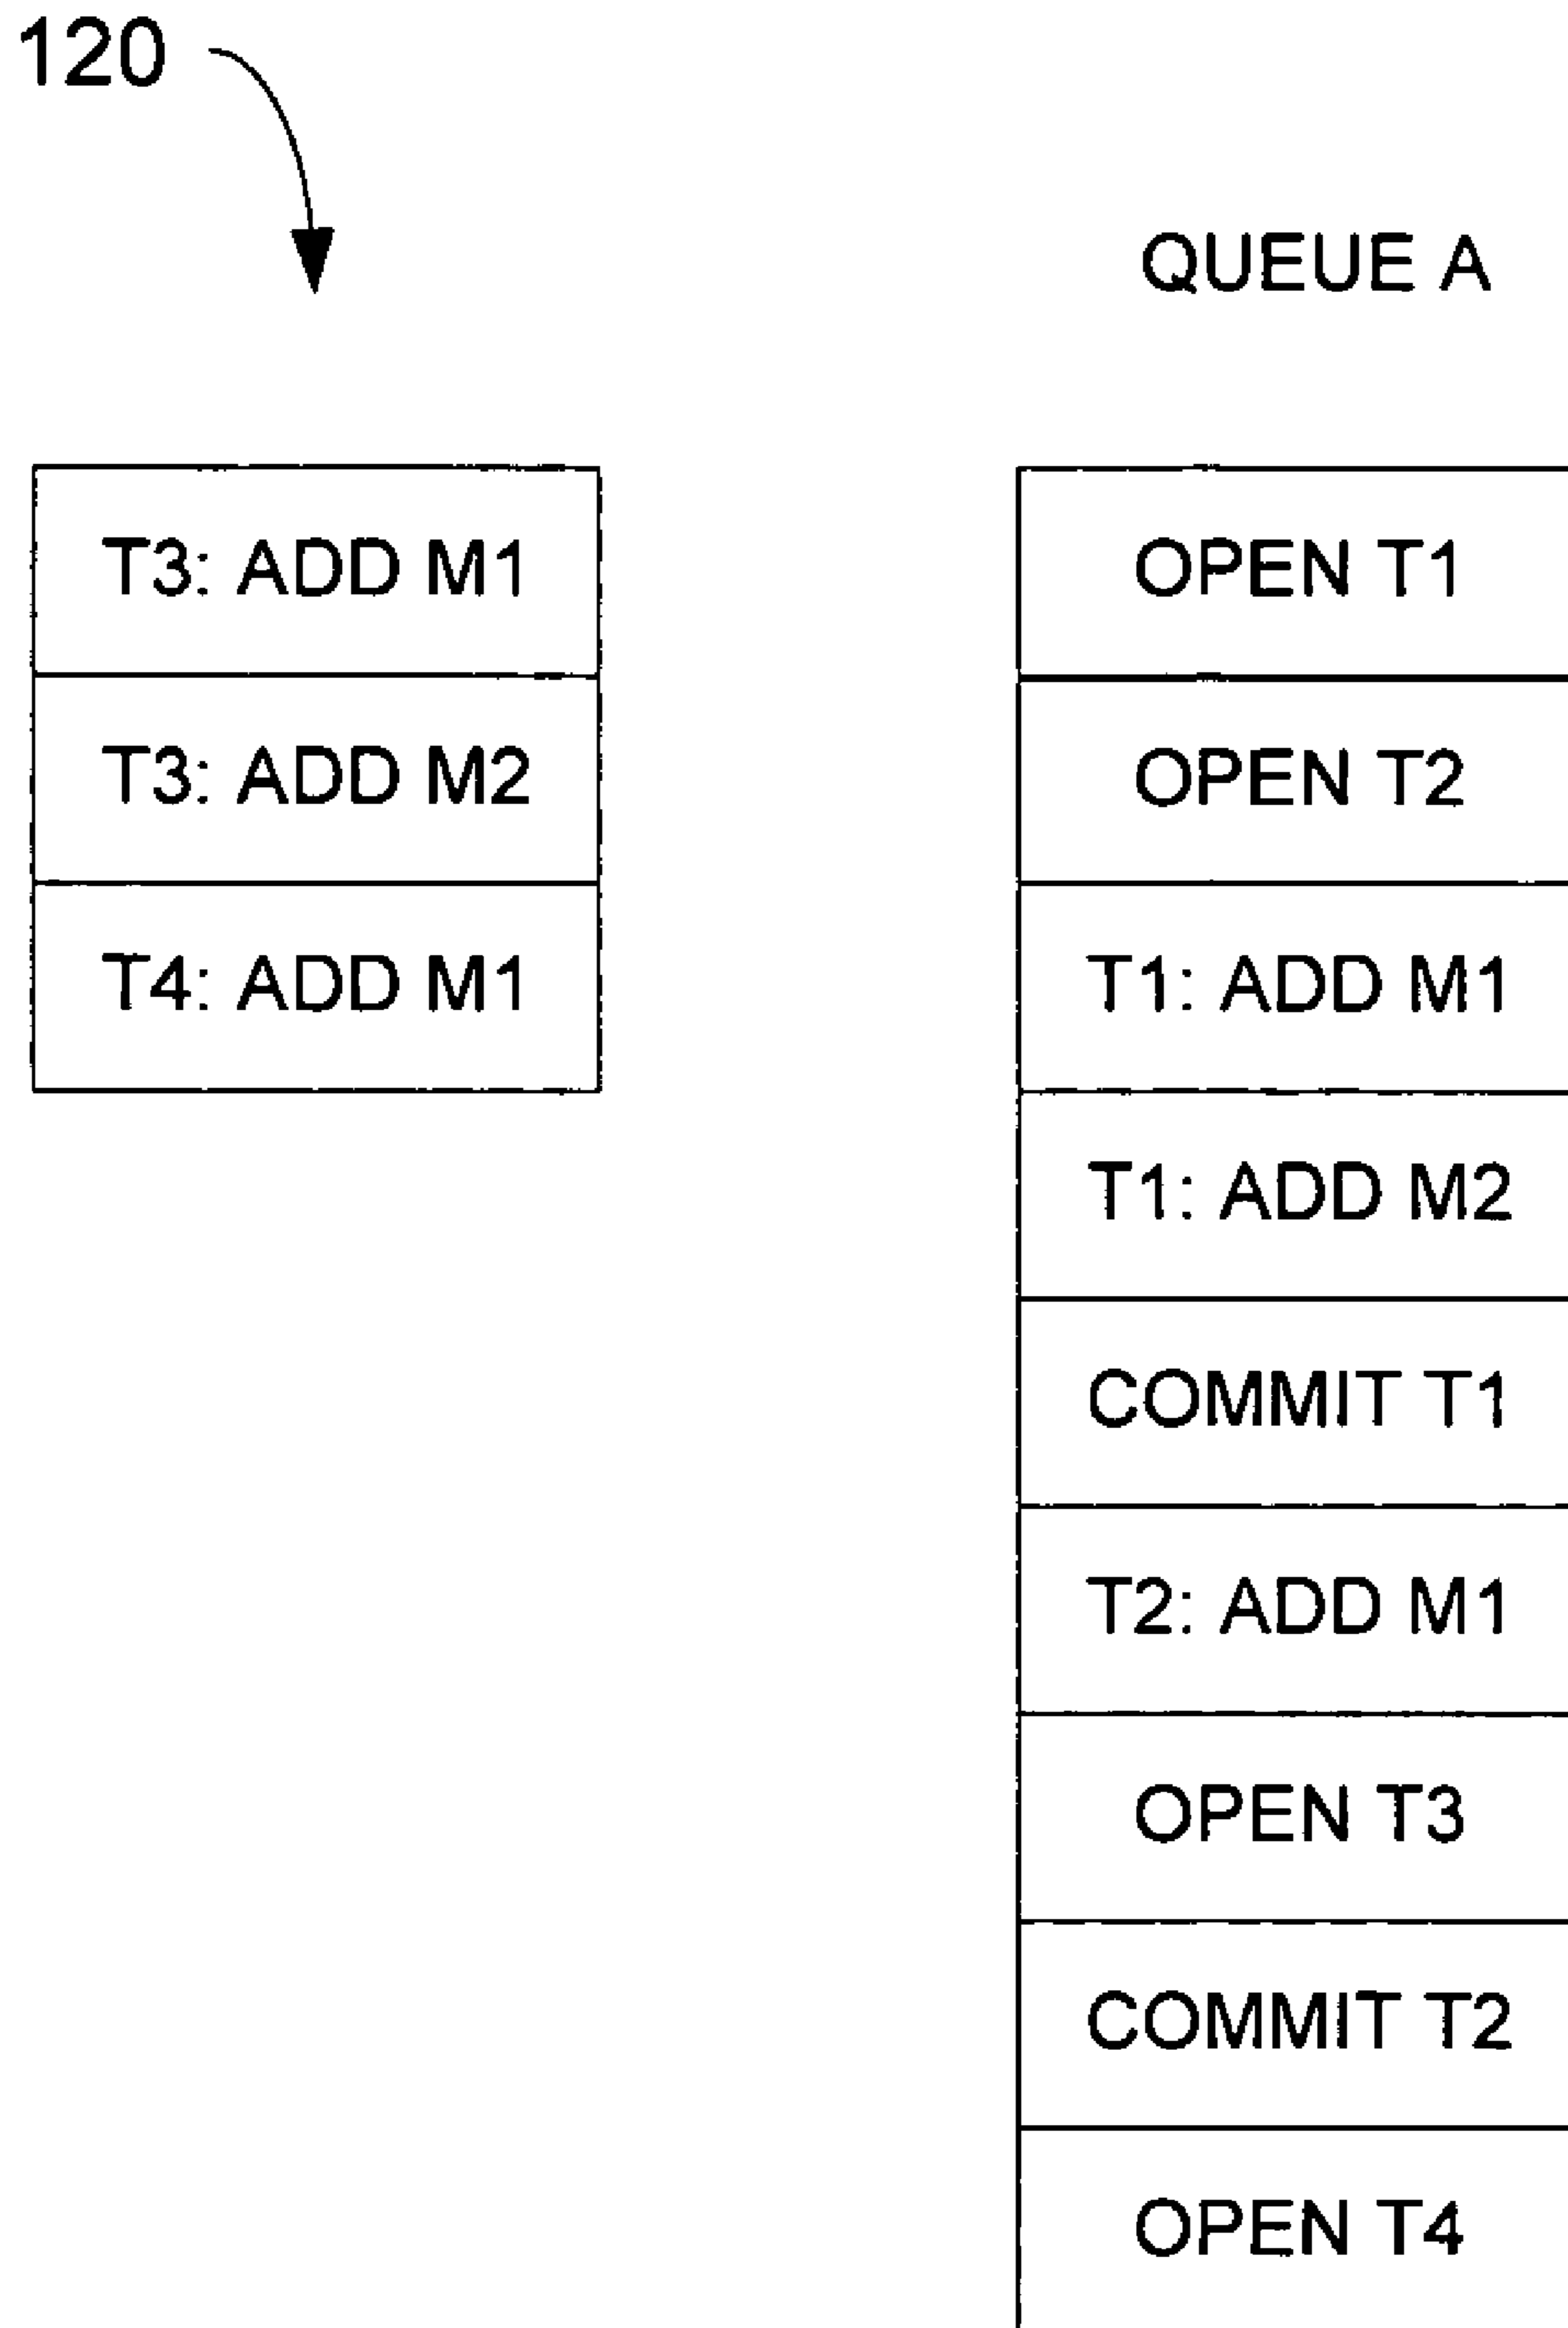 120
QUEUE A
T3: ADD M1
T3: ADD M2
T4: ADD M1
OPEN T1
OPEN T2
T1: ADD M1
T1: ADD M2
COMMIT T1
T2: ADD M1
OPEN T3
COMMIT T2
OPEN T4